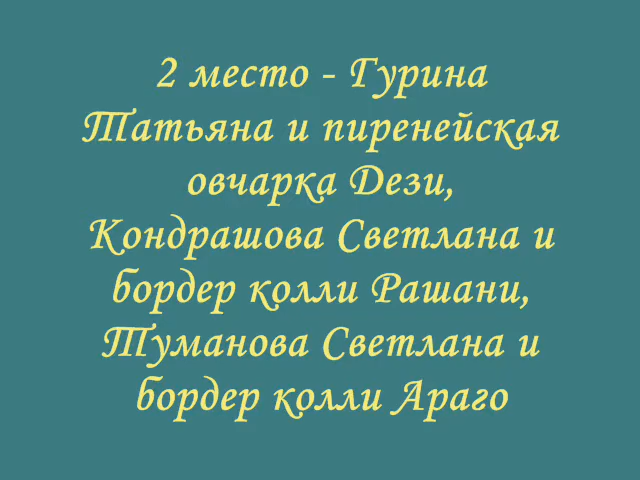 2 место - Гурина
Татьяна и пиренейская
овчарка Дези,
Кондрашова Светлана и
бордер колли Рашани,
Туманова Светлана и
бордер колли Араго